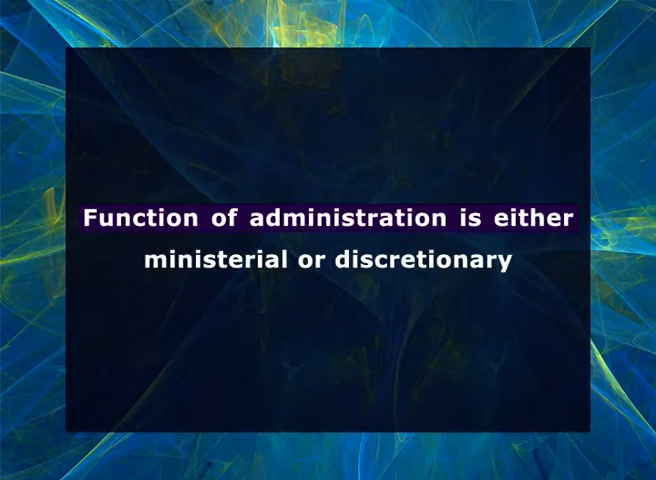 Function of administration is either
ministerial or discretionary